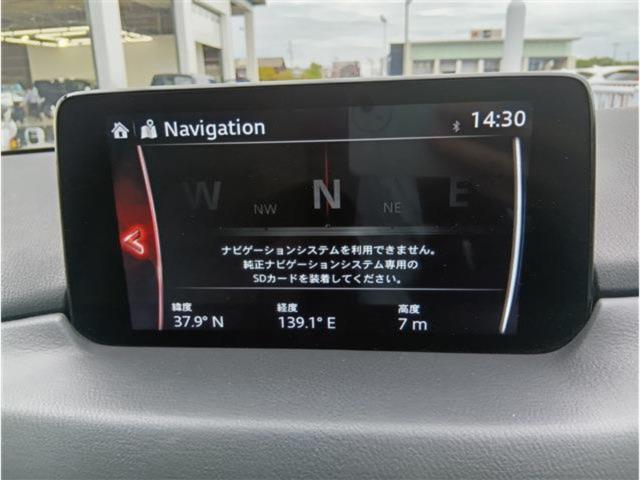 Navigation
14:30
W NW N NE E
ナビゲーションシステムを利用できません。
純正ナビゲーションシステム専用の
SDカードを装着してください。
緯度 経度 高度
37.9° N 139.1° E 7 m